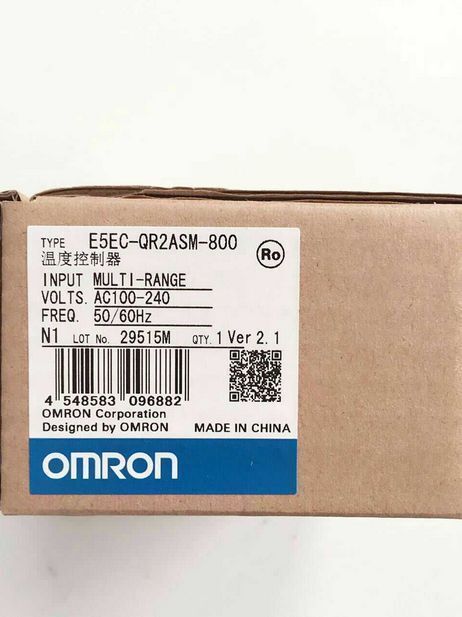 TYPE E5EC-QR2ASM-800
Ro
温度控制器
INPUT MULTI-RANGE
VOLTS. AC100-240
FREQ. 50/60Hz
N1 LOT No. 29515M QTY. 1 Ver 2.1
4 548583 096882
OMRON Corporation
Designed by OMRON
MADE IN CHINA
OMRON